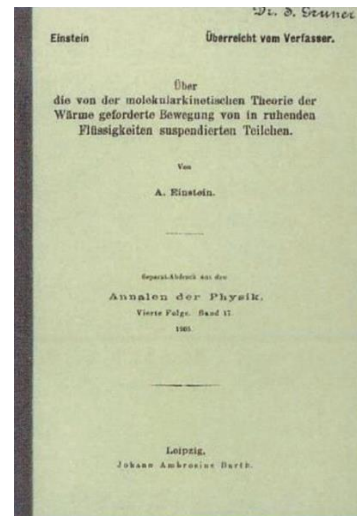 Dr. P. Gruner
Einstein Überreicht vom Verfasser.
Über
die von der molekularkinetischen Theorie der
Wärme geforderte Bewegung von in ruhenden
Flüssigkeiten suspendierten Teilchen.
Von
A. Einstein.
Separat-Abdruck aus den
Annalen der Physik.
Vierte Folge. Band 17.
1905.
Leipzig,
Johann Ambrosius Barth.